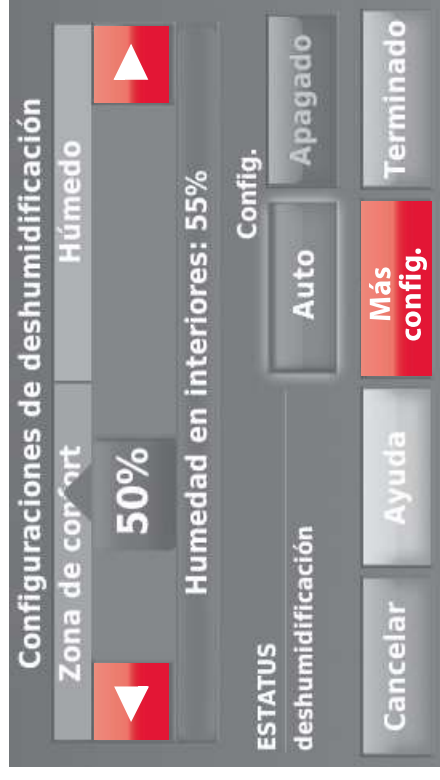 Configuraciones de deshumidificación
Zona de confort Húmedo
50%
Humedad en interiores: 55%
ESTATUS
deshumidificación
Config.
Auto Apagado
Cancelar Ayuda Más
config. Terminado